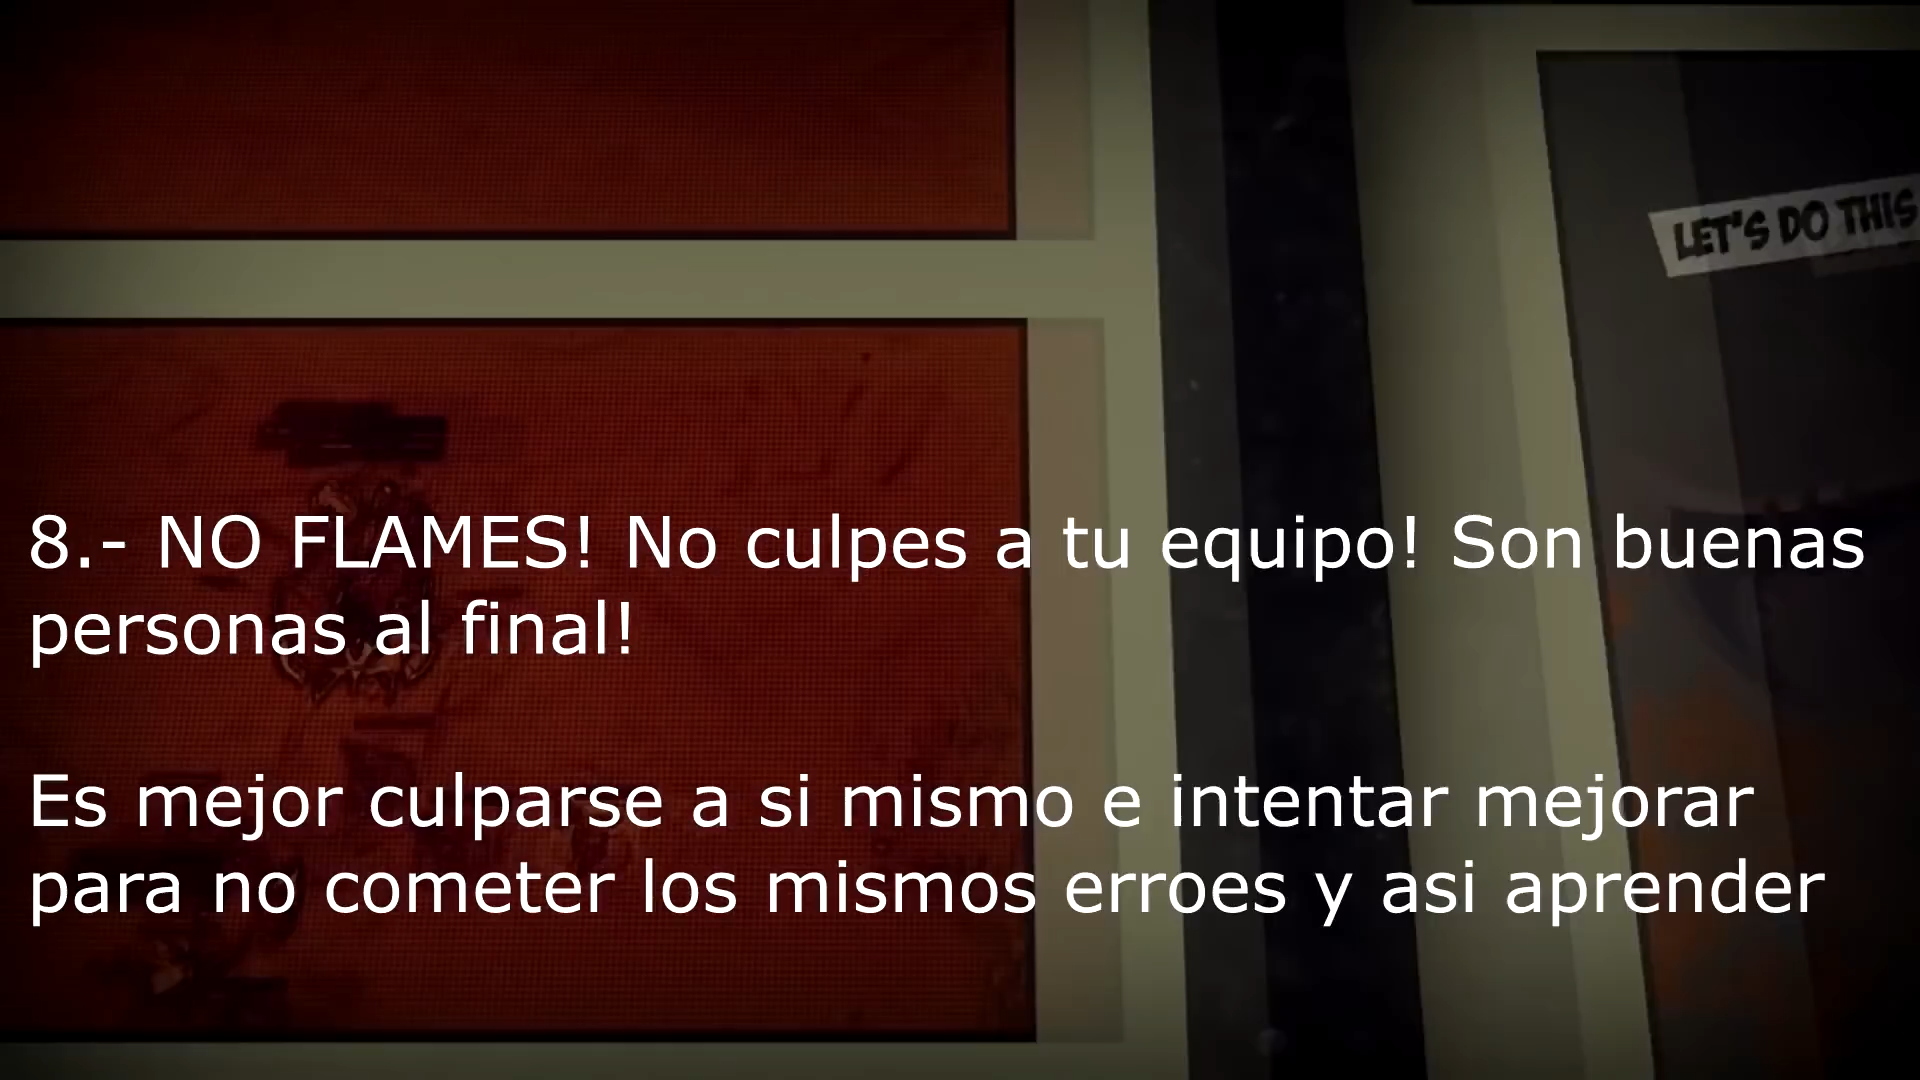 LET'S DO THIS
8.- NO FLAMES! No culpes a tu equipo! Son buenas
personas al final!
Es mejor culparse a si mismo e intentar mejorar
para no cometer los mismos erroes y asi aprender